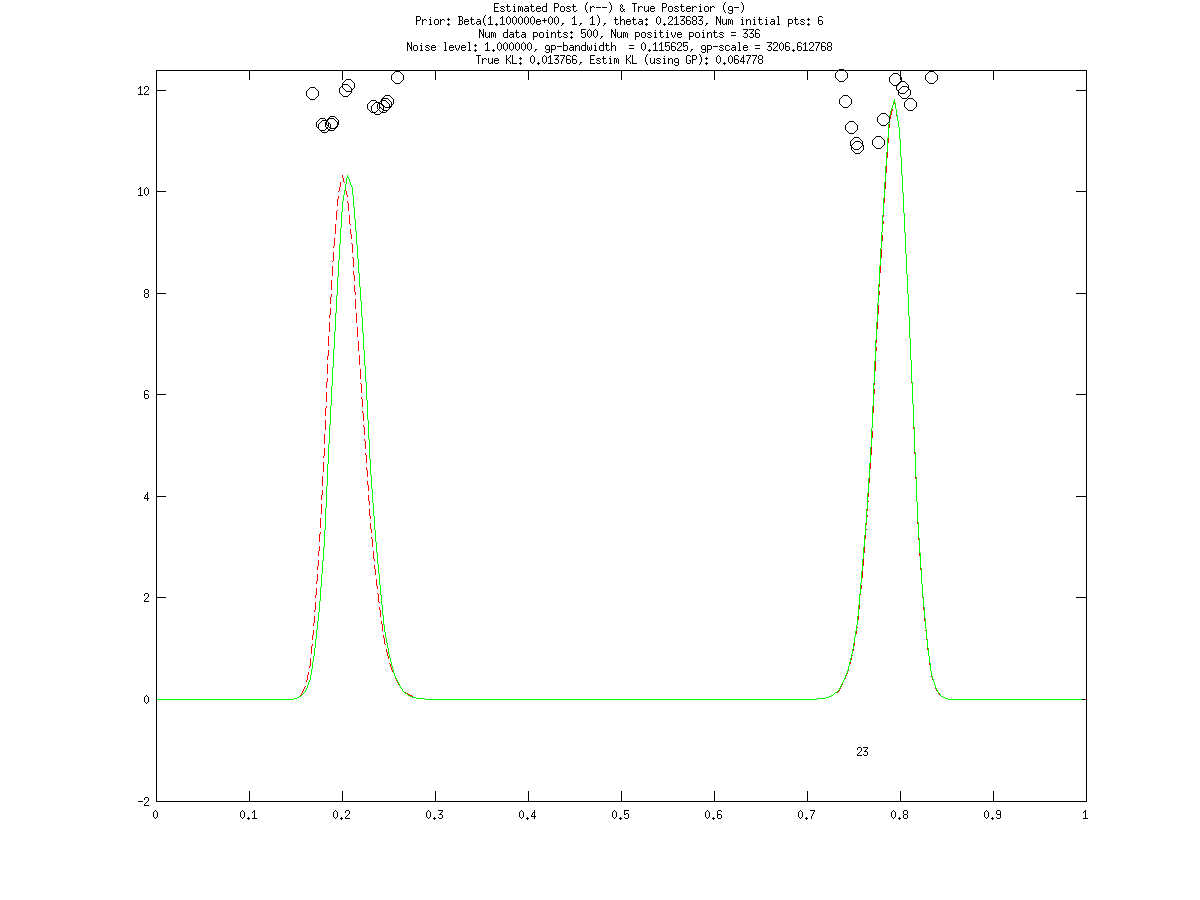 Estimated Post (r--) & True Posterior (g-)
Prior: Beta(1.100000e+00, 1, 1), theta: 0.213683, Num initial pts: 6
Num data points: 500, Num positive points = 336
Noise level: 1.000000, gp-bandwidth  = 0.115625, gp-scale = 3206.612768
True KL: 0.013766, Estim KL (using GP): 0.064778
12
10
8
6
4
2
0
23
-2
0 0.1 0.2 0.3 0.4 0.5 0.6 0.7 0.8 0.9 1